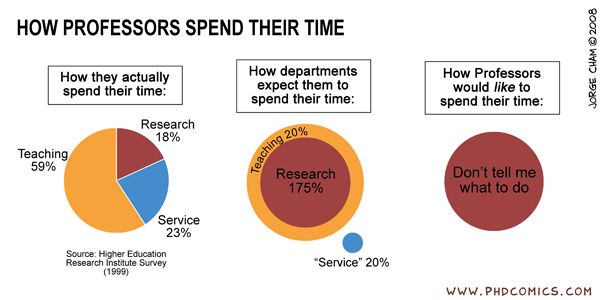 HOW PROFESSORS SPEND THEIR TIME
JORGE CHAM © 2008
How they actually
spend their time:
Research
18%
Teaching
59%
Service
23%
Source: Higher Education
Research Institute Survey
(1999)
How departments
expect them to
spend their time:
Teaching 20%
Research
175%
“Service” 20%
How Professors
would like to
spend their time:
Don’t tell me
what to do
WWW.PHDCOMICS.COM